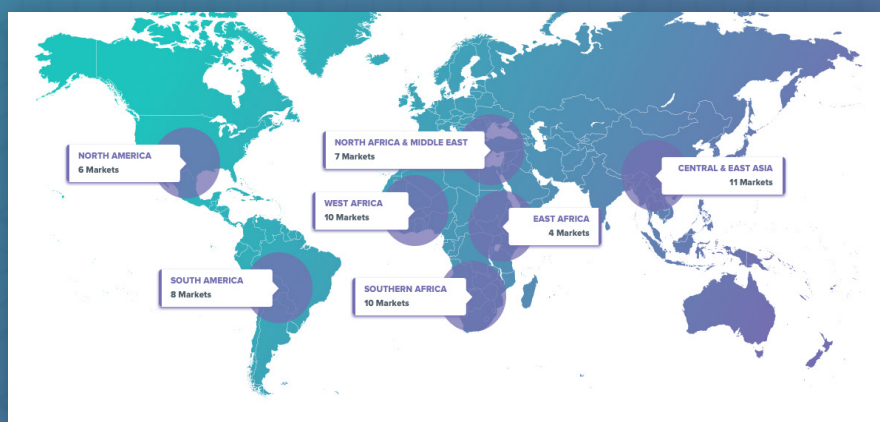 NORTH AMERICA
6 Markets
NORTH AFRICA & MIDDLE EAST
7 Markets
CENTRAL & EAST ASIA
11 Markets
WEST AFRICA
10 Markets
EAST AFRICA
4 Markets
SOUTH AMERICA
8 Markets
SOUTHERN AFRICA
10 Markets